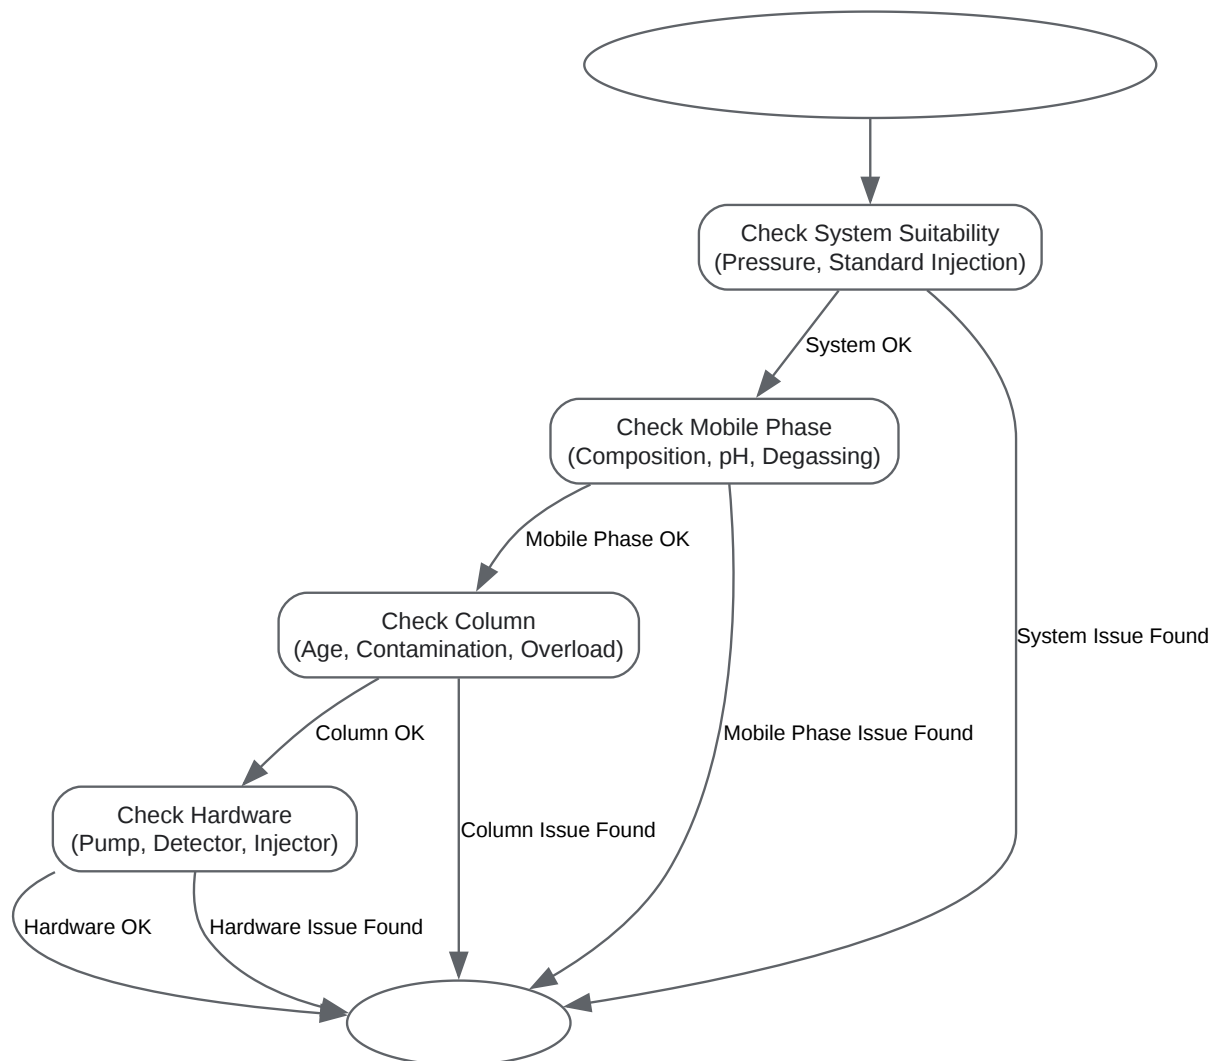 Check System Suitability
(Pressure, Standard Injection)
System OK
Check Mobile Phase
(Composition, pH, Degassing)
Mobile Phase OK
Check Column
(Age, Contamination, Overload)
System Issue Found
Column OK
Mobile Phase Issue Found
Check Hardware
(Pump, Detector, Injector)
Column Issue Found
Hardware OK
Hardware Issue Found